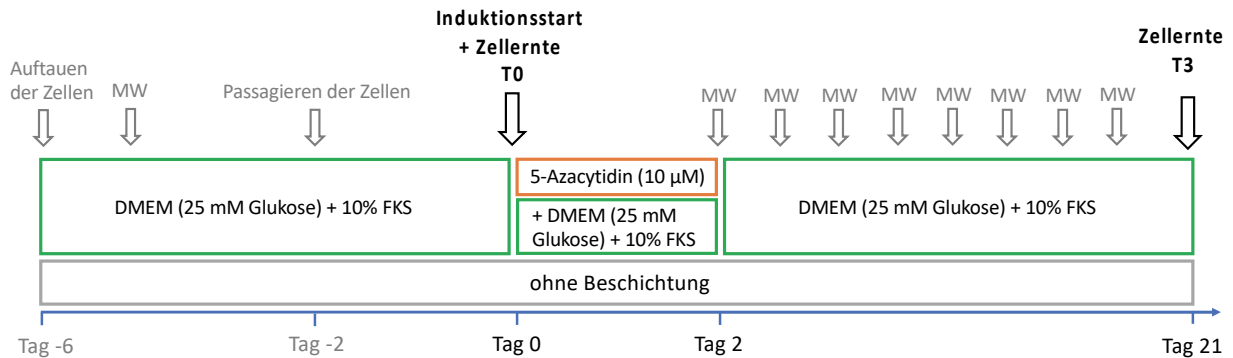 Induktionsstart
+ Zellernte
T0
Zellernte
T3
Auftauen
der Zellen
MW
Passagieren der Zellen
MW
MW
MW
MW
MW
MW
MW
MW
DMEM (25 mM Glukose) + 10% FKS
5-Azacytidin (10 µM)
+ DMEM (25 mM
Glukose) + 10% FKS
DMEM (25 mM Glukose) + 10% FKS
ohne Beschichtung
Tag -6
Tag -2
Tag 0
Tag 2
Tag 21